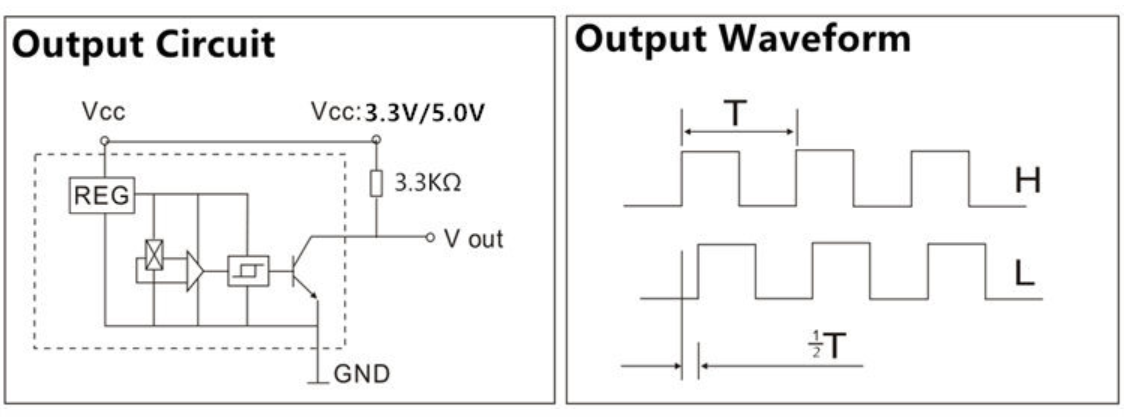 Output Circuit
Vcc
Vcc:3.3V/5.0V
REG
3.3KΩ
V out
GND
Output Waveform
T
H
L
½T